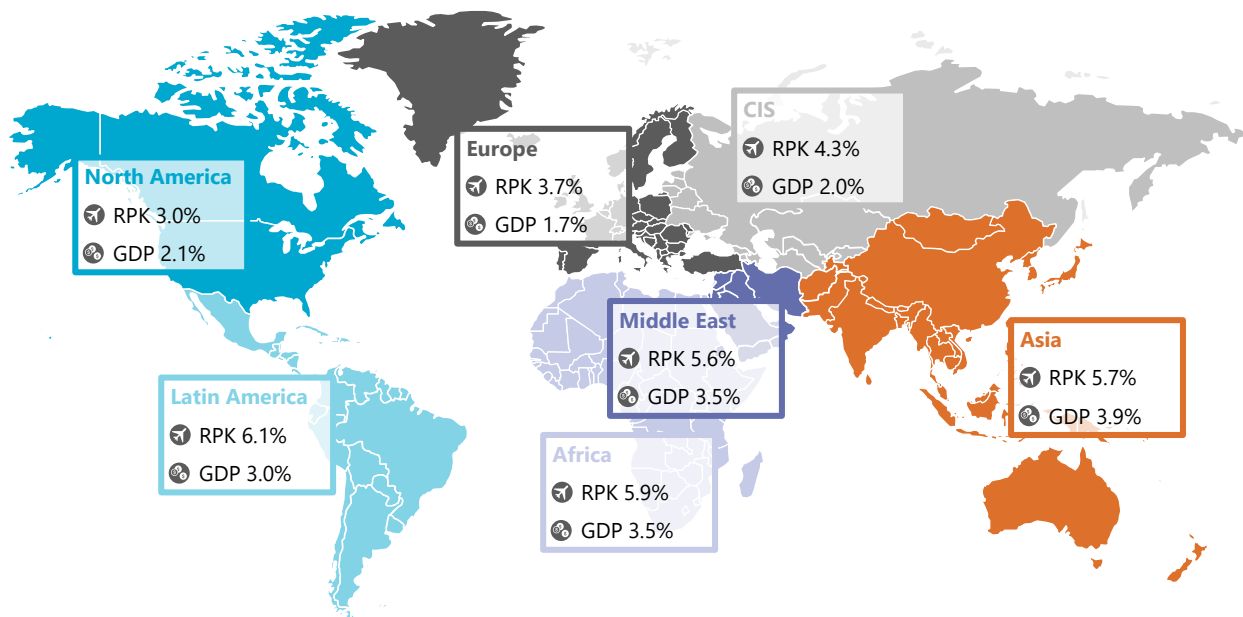 North America
RPK 3.0%
GDP 2.1%
Europe
RPK 3.7%
GDP 1.7%
CIS
RPK 4.3%
GDP 2.0%
Latin America
RPK 6.1%
GDP 3.0%
Middle East
RPK 5.6%
GDP 3.5%
Africa
RPK 5.9%
GDP 3.5%
Asia
RPK 5.7%
GDP 3.9%